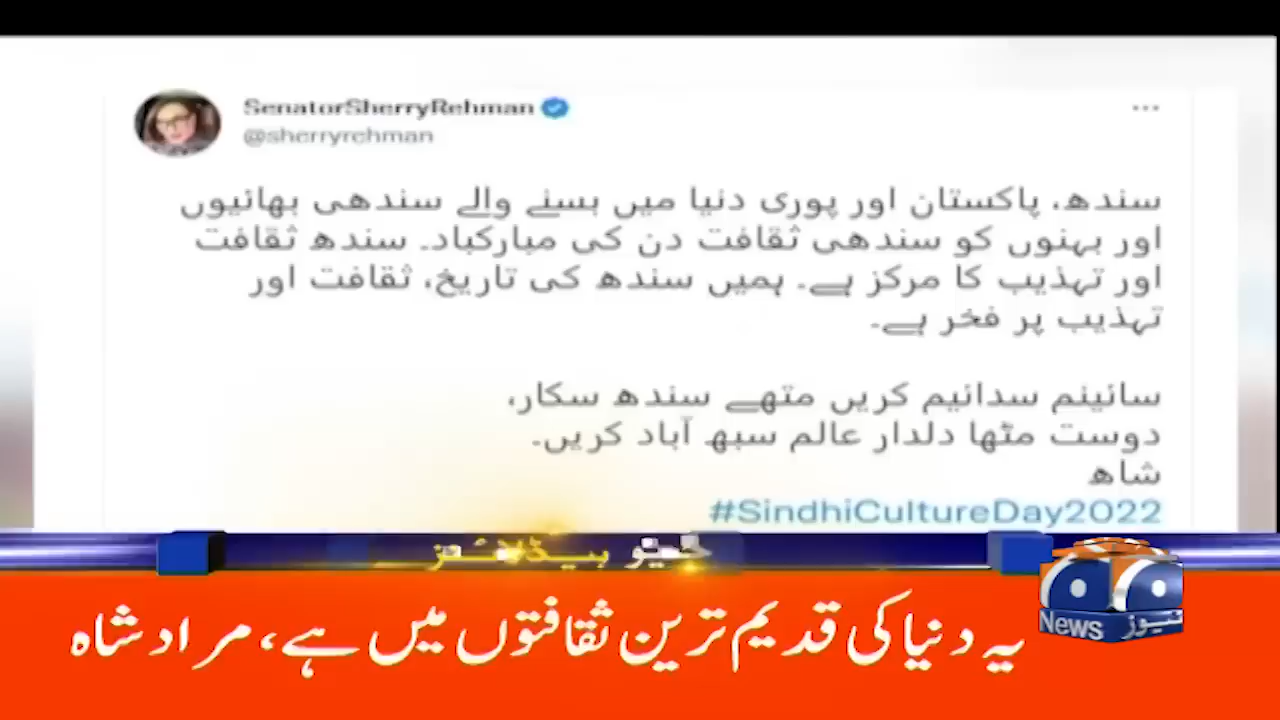 SenatorSherryRehman
@sherryrehman
سندھ، پاکستان اور پوری دنیا میں بسنے والے سندھی بھائیوں
اور بہنوں کو سندھی ثقافت دن کی مبارکباد۔ سندھ ثقافت
اور تہذیب کا مرکز ہے۔ ہمیں سندھ کی تاریخ، ثقافت اور
تہذیب پر فخر ہے۔
سائینم سدائیم کریں متھے سندھ سکار،
دوست مٹھا دلدار عالم سبھ آباد کریں۔
شاھ
#SindhiCultureDay2022
جیو ہیڈلائنز
یہ دنیا کی قدیم ترین ثقافتوں میں ہے، مراد شاہ
News نیوز